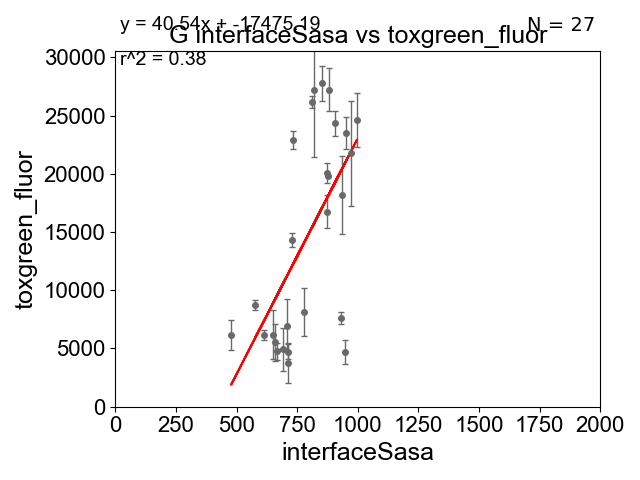 y = 40.54x + -17475.19
N = 27
G interfaceSasa vs toxgreen_fluor
r^2 = 0.38
30000
25000
20000
15000
10000
5000
0
toxgreen_fluor
0 250 500 750 1000 1250 1500 1750 2000
interfaceSasa